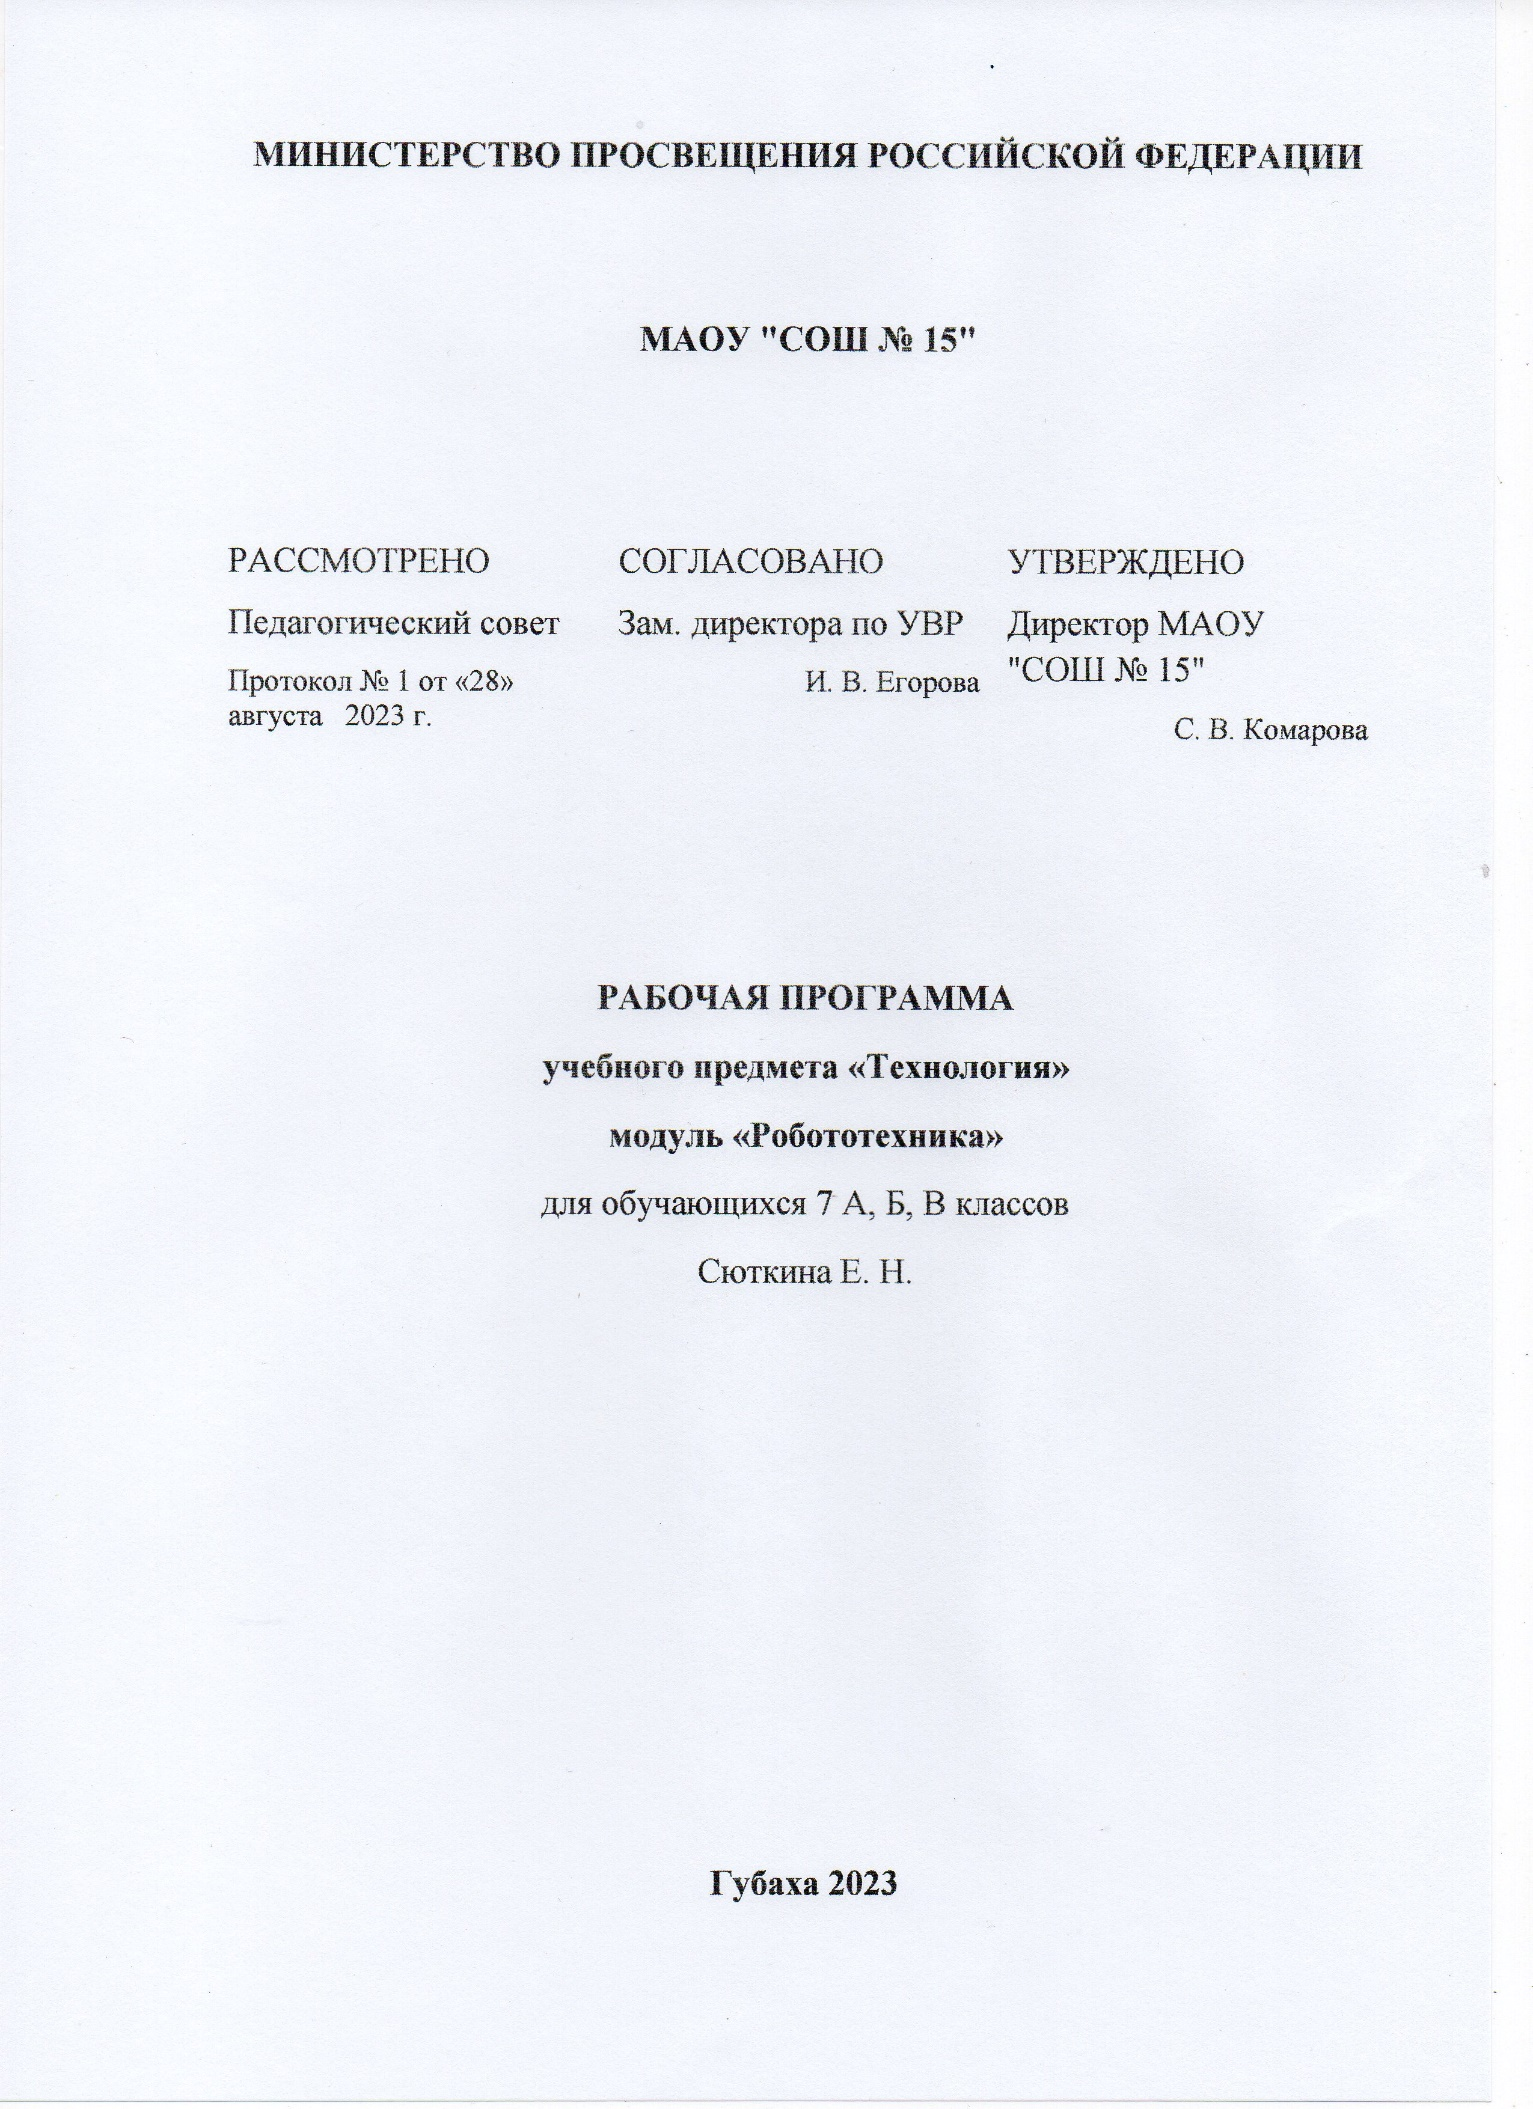 МИНИСТЕРСТВО ПРОСВЕЩЕНИЯ РОССИЙСКОЙ ФЕДЕРАЦИИ
МАОУ "СОШ № 15"
РАССМОТРЕНО
Педагогический совет
Протокол № 1 от «28»
августа 2023 г.
СОГЛАСОВАНО
Зам. директора по УВР
И. В. Егорова
УТВЕРЖДЕНО
Директор МАОУ
"СОШ № 15"
С. В. Комарова
РАБОЧАЯ ПРОГРАММА
учебного предмета «Технология»
модуль «Робототехника»
для обучающихся 7 А, Б, В классов
Сюткина Е. Н.
Губаха 2023